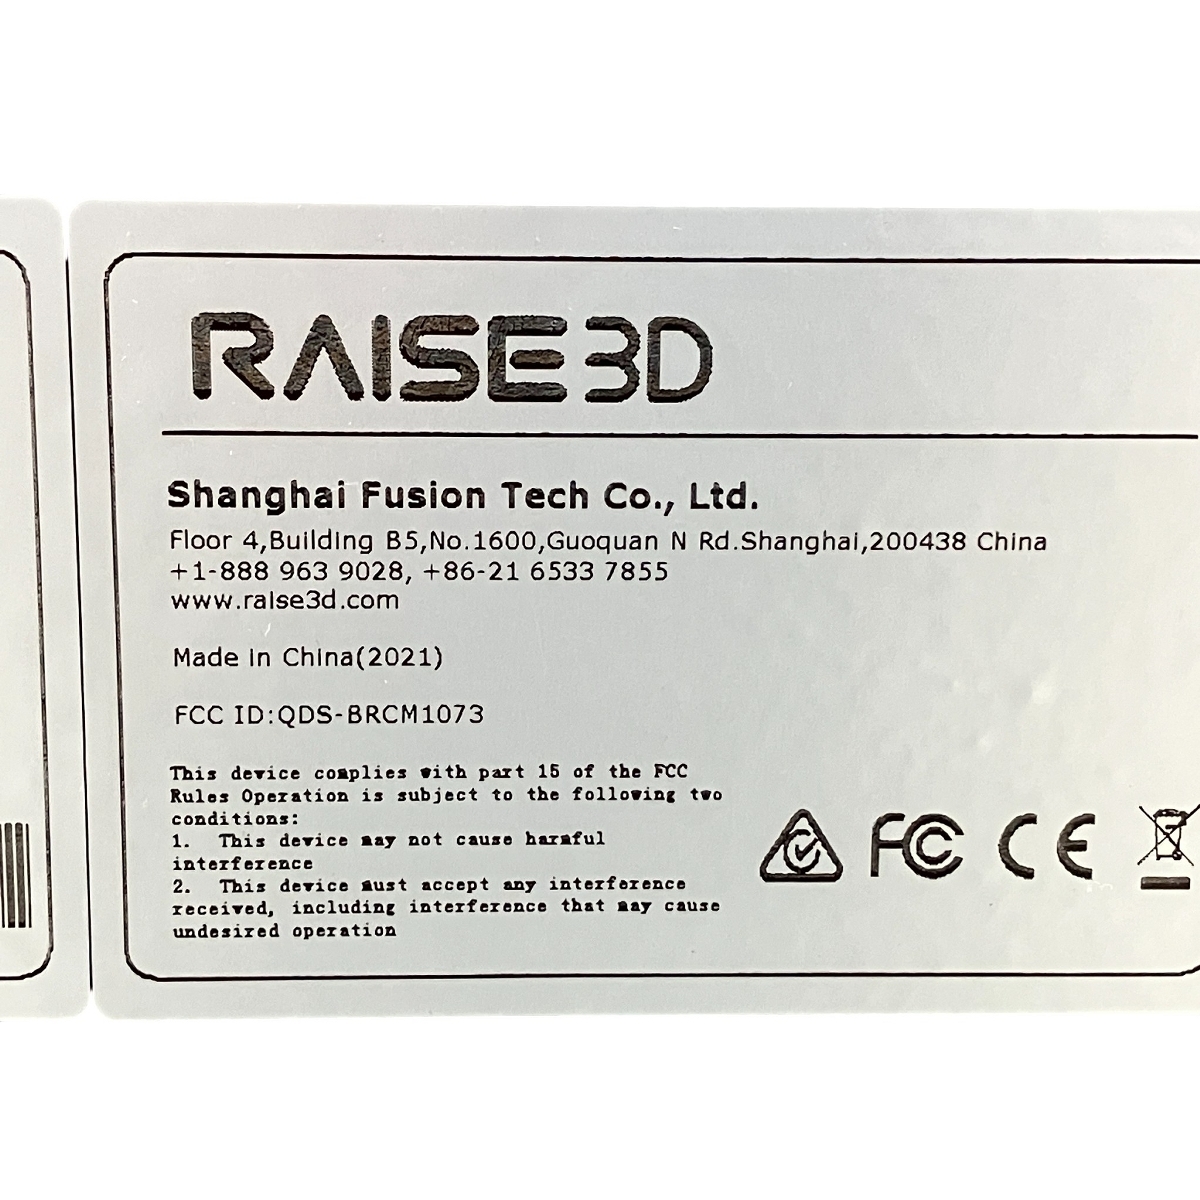 RAISE3D
Shanghai Fusion Tech Co., Ltd.
Floor 4,Building B5,No.1600,Guoquan N Rd.Shanghai,200438 China
+1-888 963 9028, +86-21 6533 7855
www.raise3d.com
Made in China(2021)
FCC ID:QDS-BRCM1073
This device complies with part 15 of the FCC
Rules Operation is subject to the following two
conditions:
1. This device may not cause harmful
interference
2. This device must accept any interference
received, including interference that may cause
undesired operation
FC CE